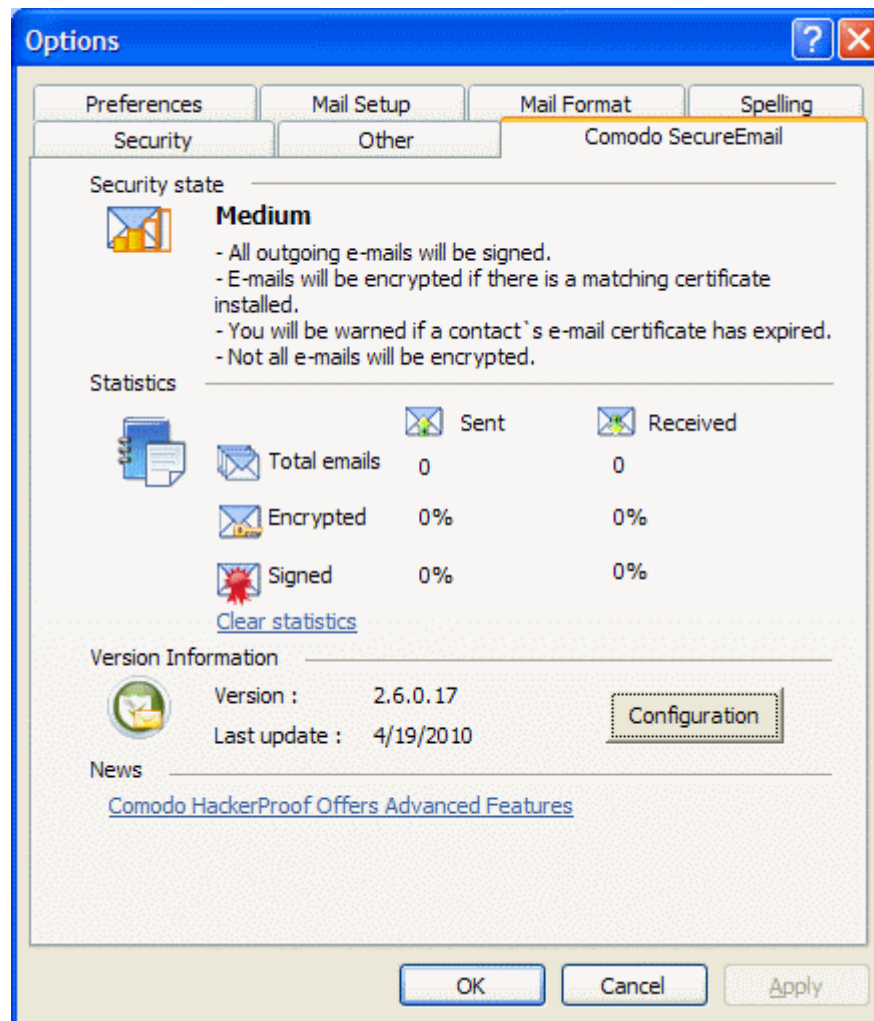 Options
Preferences Mail Setup Mail Format Spelling
Security Other Comodo SecureEmail
Security state
Medium
- All outgoing e-mails will be signed.
- E-mails will be encrypted if there is a matching certificate
installed.
- You will be warned if a contact`s e-mail certificate has expired.
- Not all e-mails will be encrypted.
Statistics
Sent Received
Total emails 0 0
Encrypted 0% 0%
Signed 0% 0%
Clear statistics
Version Information
Version : 2.6.0.17
Configuration
Last update : 4/19/2010
News
Comodo HackerProof Offers Advanced Features
OK Cancel Apply